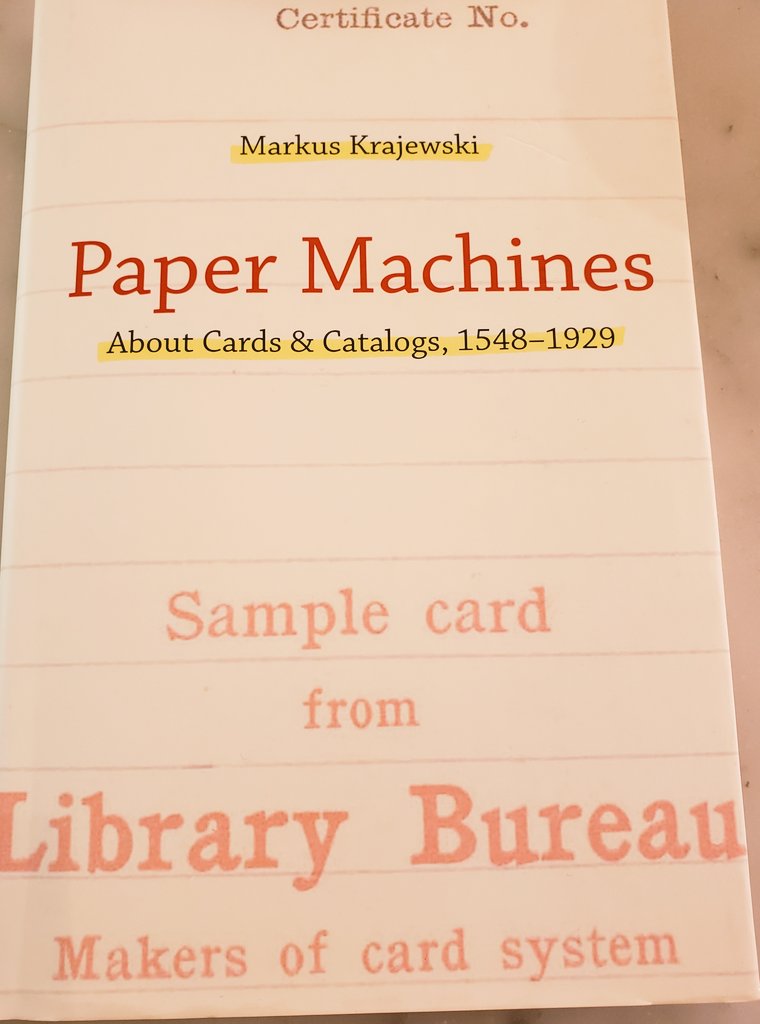 Certificate No.
Markus Krajewski
Paper Machines
About Cards & Catalogs, 1548–1929
Sample card
from
Library Bureau
Makers of card system